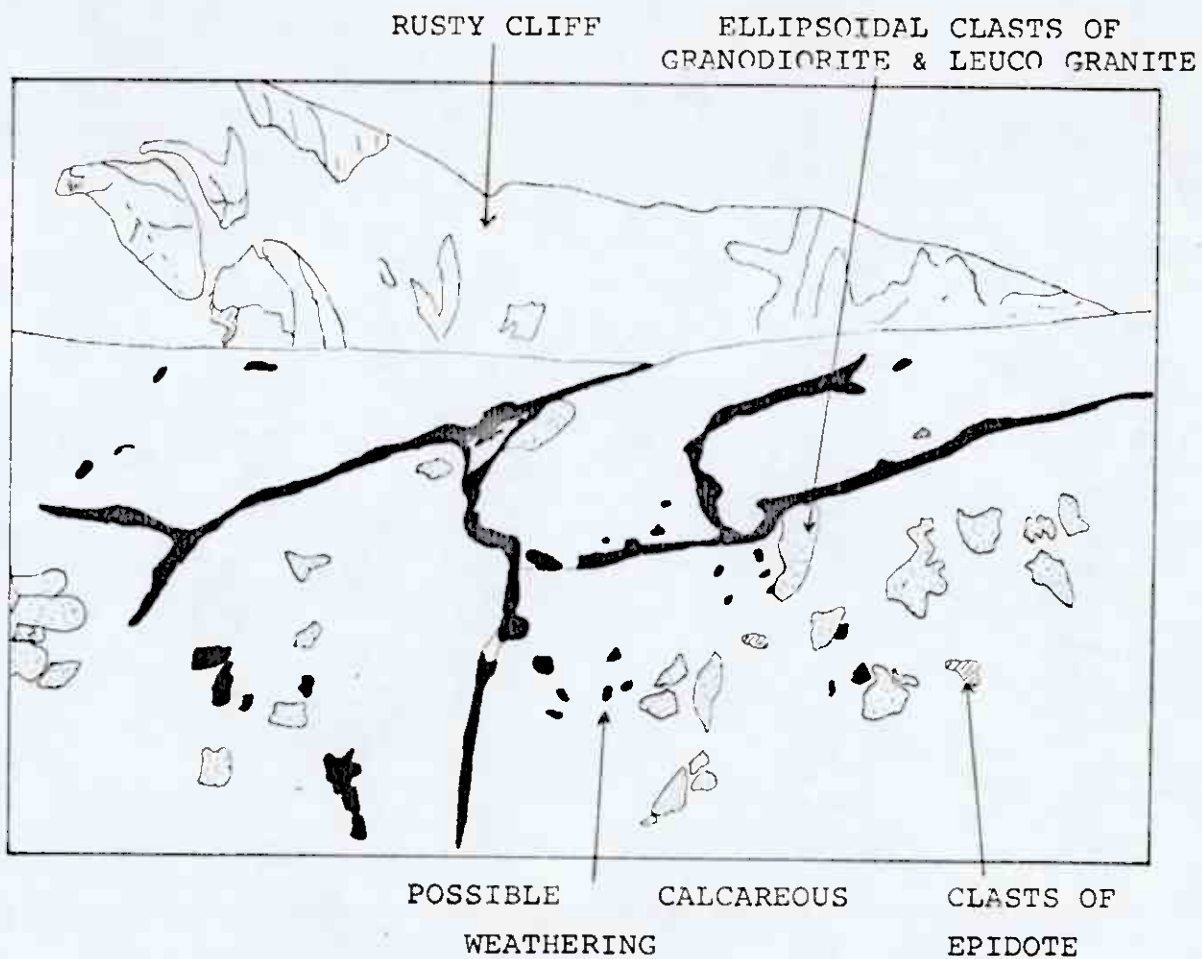 RUSTY CLIFF
ELLIPSOIDAL CLASTS OF
GRANODIORITE & LEUCO GRANITE
POSSIBLE CALCAREOUS
WEATHERING
CLASTS OF
EPIDOTE